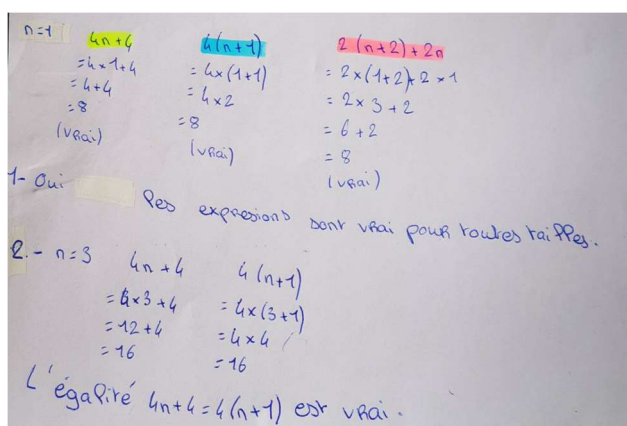 n=1
4n+4 4(n+1) 2(n+2)+2n
=4×1+4 =4×(1+1) =2×(1+2)+2×1
=4+4 =4×2 =2×3+2
=8 =8 =6+2
(vrai) (vrai) =8
(vrai)
1- Oui les expresions sont vrai pour toutes tailles.
2.- n=3 4n+4 4(n+1)
=4×3+4 =4×(3+1)
=12+4 =4×4
=16 =16
L'égalité 4n+4=4(n+1) est vrai.